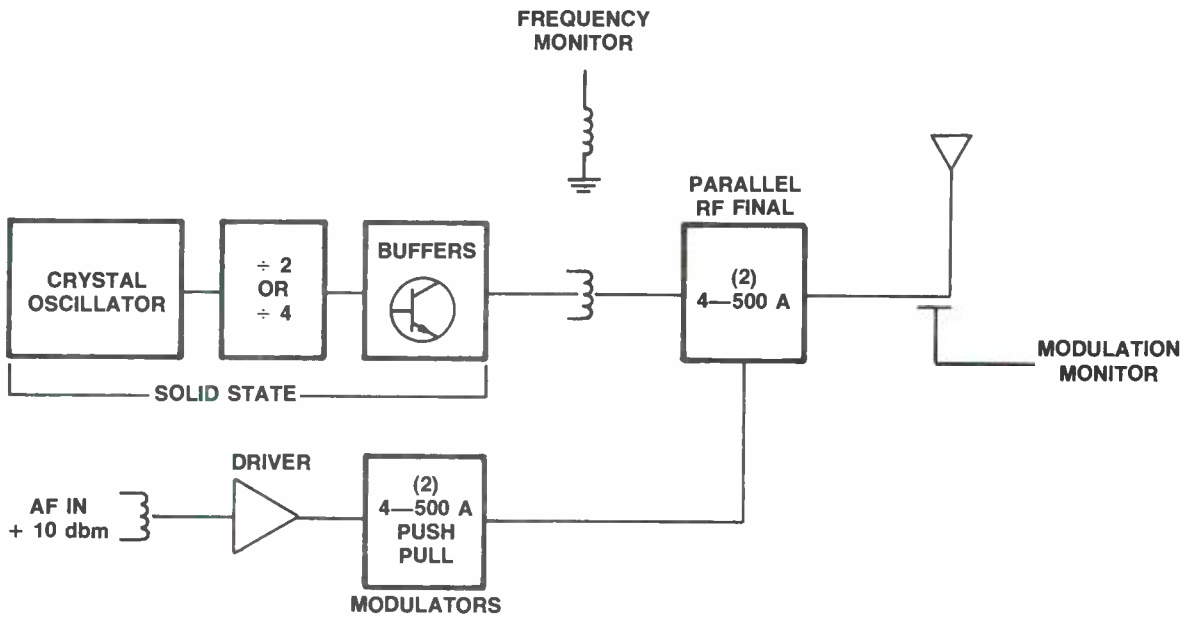 FREQUENCY
MONITOR
PARALLEL
RF FINAL
CRYSTAL
OSCILLATOR
÷ 2
OR
÷ 4
BUFFERS
(2)
4—500 A
MODULATION
MONITOR
SOLID STATE
DRIVER
AF IN
+ 10 dbm
(2)
4—500 A
PUSH
PULL
MODULATORS